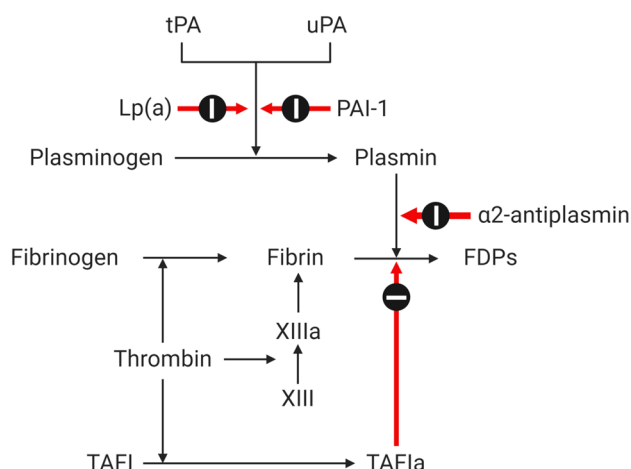 tPA uPA
Lp(a) PAI-1
Plasminogen Plasmin
α2-antiplasmin
Fibrinogen Fibrin FDPs
XIIIa
Thrombin
XIII
TAFI TAFIa